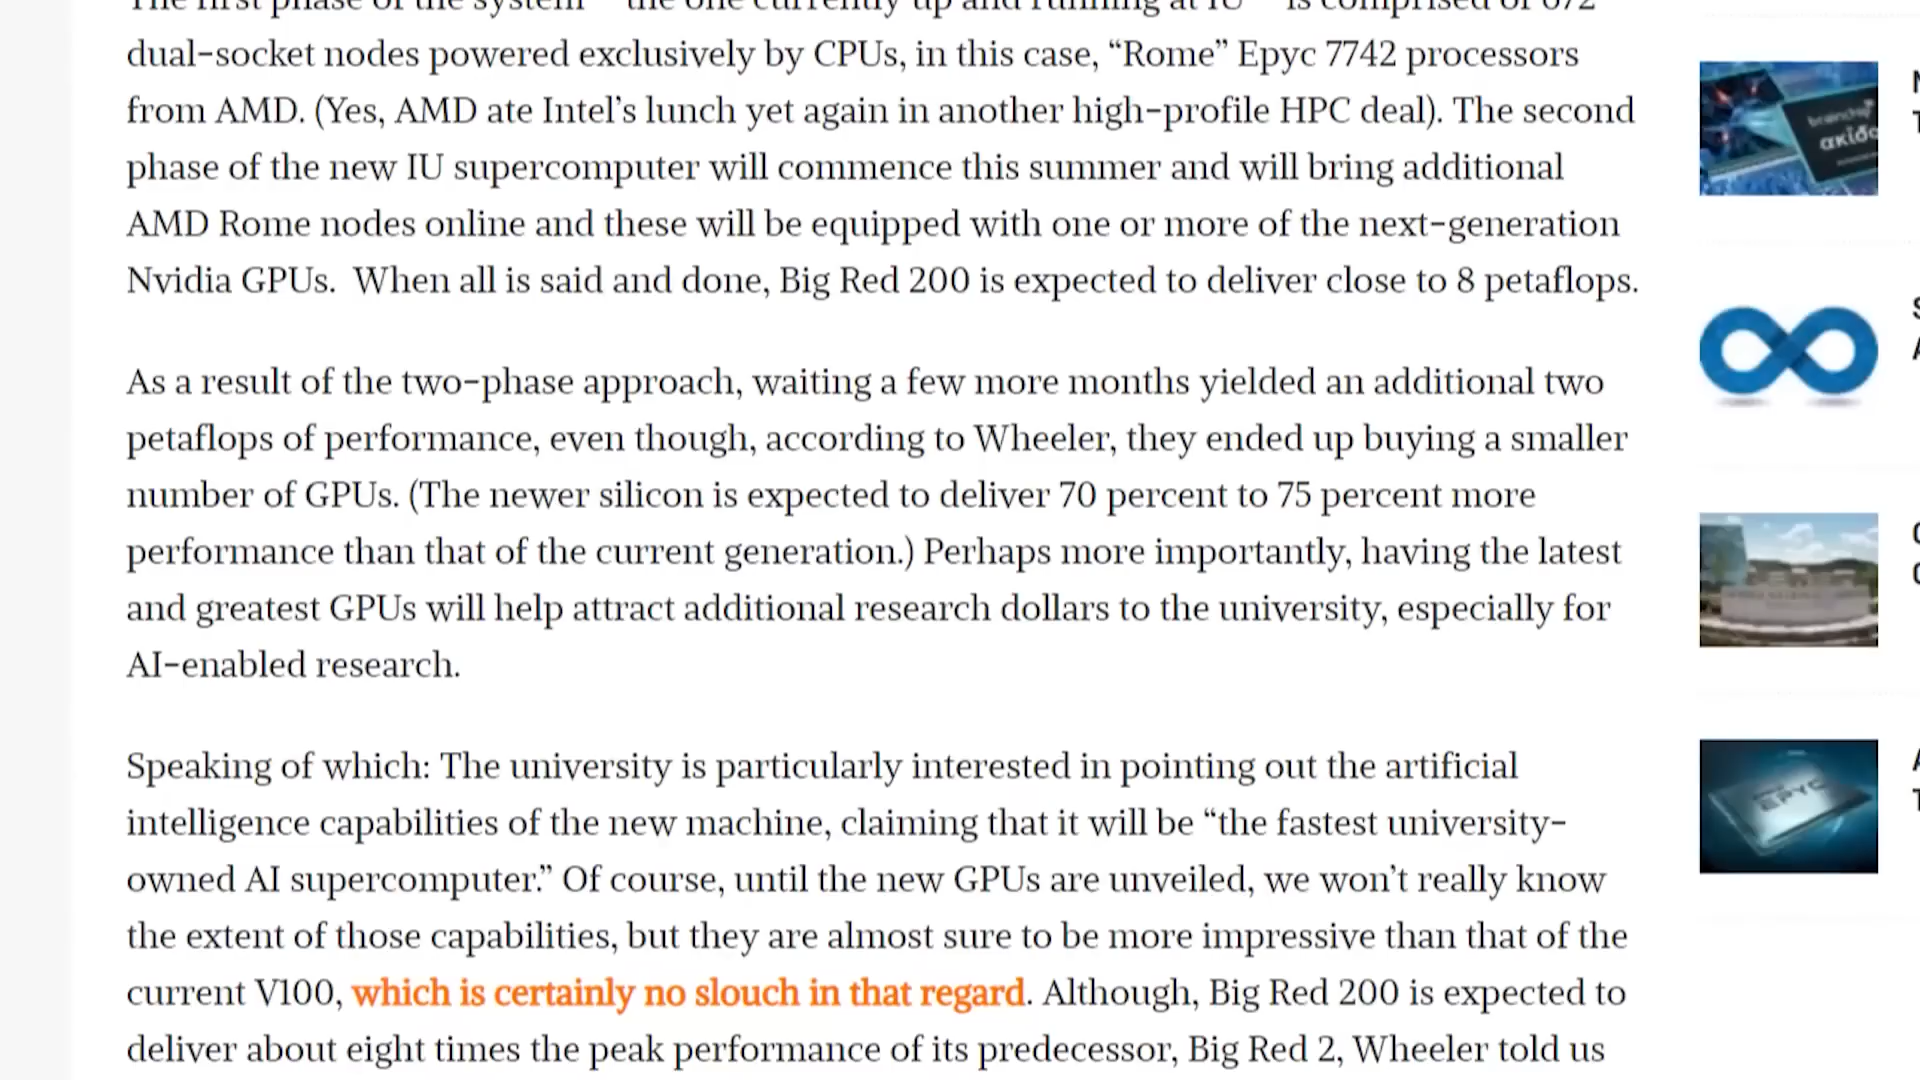 The first phase of the system – the one currently up and running at IU – is comprised of 672
dual-socket nodes powered exclusively by CPUs, in this case, “Rome” Epyc 7742 processors
from AMD. (Yes, AMD ate Intel’s lunch yet again in another high-profile HPC deal). The second
phase of the new IU supercomputer will commence this summer and will bring additional
AMD Rome nodes online and these will be equipped with one or more of the next-generation
Nvidia GPUs.  When all is said and done, Big Red 200 is expected to deliver close to 8 petaflops.
As a result of the two-phase approach, waiting a few more months yielded an additional two
petaflops of performance, even though, according to Wheeler, they ended up buying a smaller
number of GPUs. (The newer silicon is expected to deliver 70 percent to 75 percent more
performance than that of the current generation.) Perhaps more importantly, having the latest
and greatest GPUs will help attract additional research dollars to the university, especially for
AI-enabled research.
Speaking of which: The university is particularly interested in pointing out the artificial
intelligence capabilities of the new machine, claiming that it will be “the fastest university-
owned AI supercomputer.” Of course, until the new GPUs are unveiled, we won’t really know
the extent of those capabilities, but they are almost sure to be more impressive than that of the
current V100, which is certainly no slouch in that regard. Although, Big Red 200 is expected to
deliver about eight times the peak performance of its predecessor, Big Red 2, Wheeler told us
brainchip
akida
EPYC